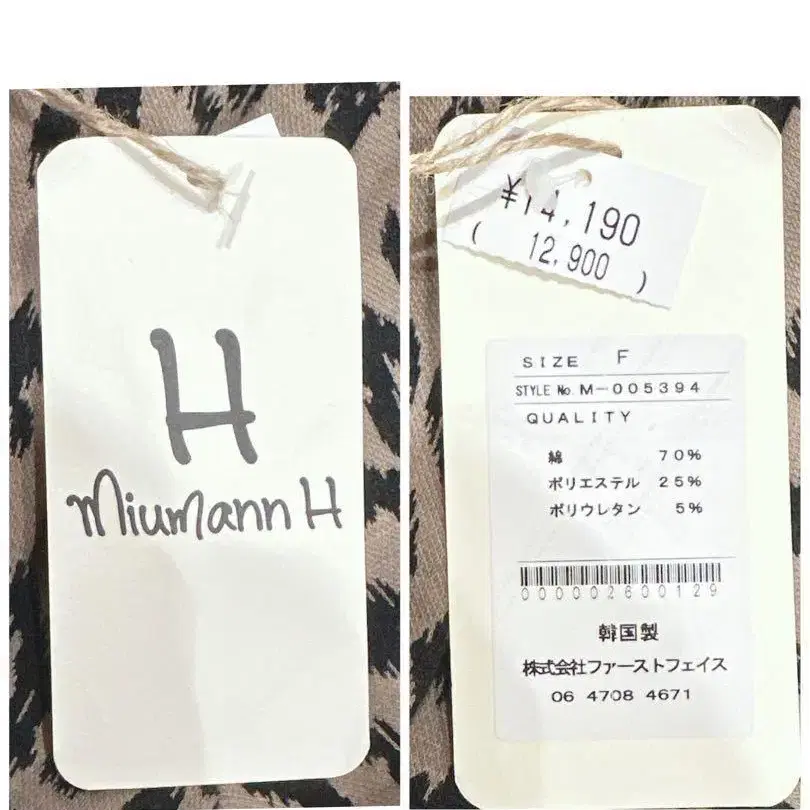 H
Miumann H
¥14,190
( 12,900 )
SIZE F
STYLE No. M-005394
QUALITY
綿 70%
ポリエステル 25%
ポリウレタン 5%
0000002600129
韓国製
株式会社ファーストフェイス
06 4708 4671